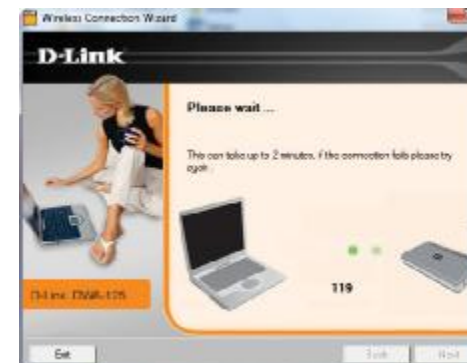 Wireless Connection Wizard
D-Link
Please wait ...
This can take up to 2 minutes, if the connection fails please try
again.
119
D-Link DWA-125
Exit
Back
Next